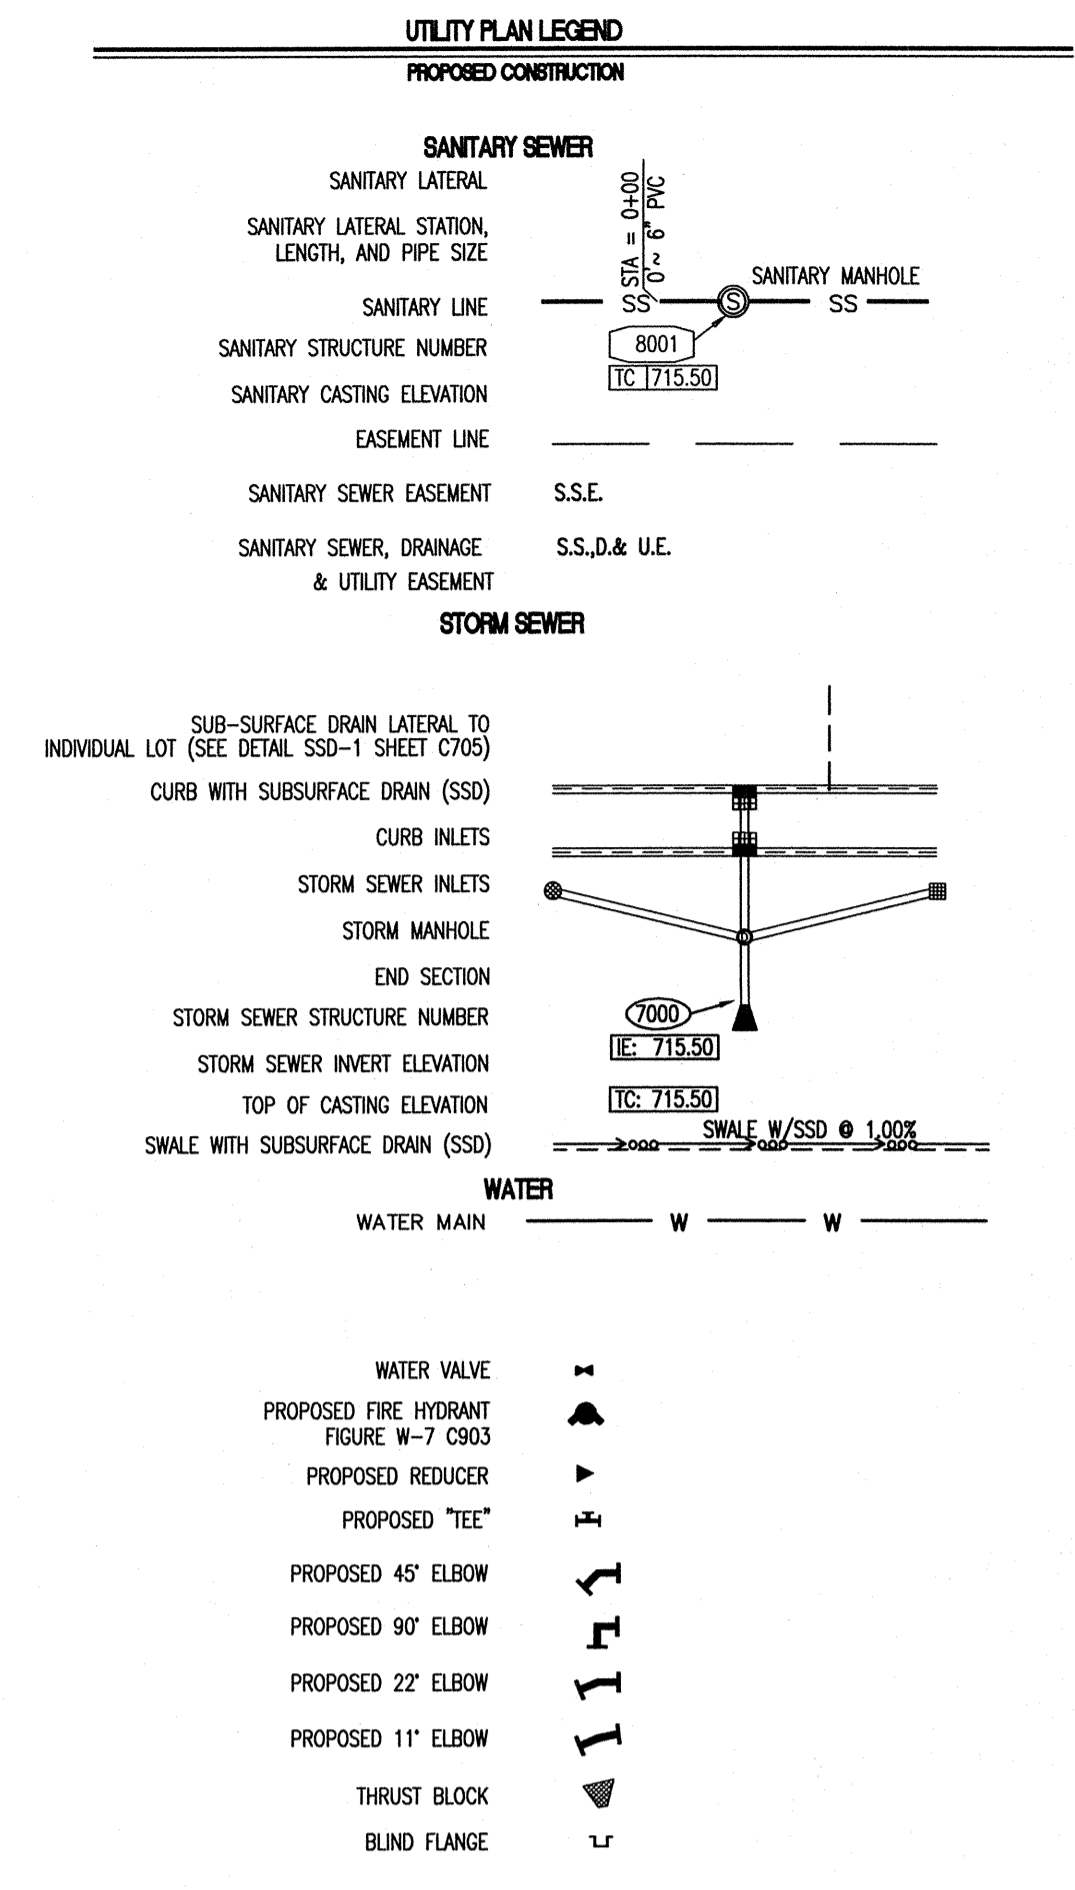 UTILITY PLAN LEGEND
PROPOSED CONSTRUCTION
SANITARY SEWER
SANITARY LATERAL
STA = 0+00
0~ 6" PVC
SANITARY LATERAL STATION,
LENGTH, AND PIPE SIZE
SANITARY MANHOLE
SANITARY LINE
SS S SS
SANITARY STRUCTURE NUMBER
8001
SANITARY CASTING ELEVATION
TC 715.50
EASEMENT LINE
SANITARY SEWER EASEMENT S.S.E.
SANITARY SEWER, DRAINAGE S.S.,D.& U.E.
& UTILITY EASEMENT
STORM SEWER
SUB-SURFACE DRAIN LATERAL TO
INDIVIDUAL LOT (SEE DETAIL SSD-1 SHEET C705)
CURB WITH SUBSURFACE DRAIN (SSD)
CURB INLETS
STORM SEWER INLETS
STORM MANHOLE
D
END SECTION
STORM SEWER STRUCTURE NUMBER 7000
STORM SEWER INVERT ELEVATION IE: 715.50
TOP OF CASTING ELEVATION TC: 715.50
SWALE WITH SUBSURFACE DRAIN (SSD) SWALE W/SSD @ 1.00%
WATER
WATER MAIN W W
WATER VALVE
PROPOSED FIRE HYDRANT
FIGURE W-7 C903
PROPOSED REDUCER
PROPOSED "TEE"
PROPOSED 45° ELBOW
PROPOSED 90° ELBOW
PROPOSED 22° ELBOW
PROPOSED 11° ELBOW
THRUST BLOCK
BLIND FLANGE